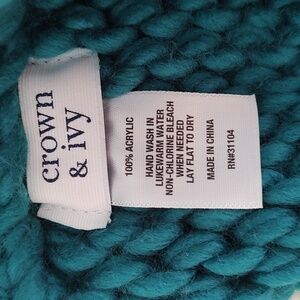 crown
& ivy
100% ACRYLIC
HAND WASH IN
LUKEWARM WATER
NON-CHLORINE BLEACH
WHEN NEEDED
LAY FLAT TO DRY
MADE IN CHINA
RN#31104